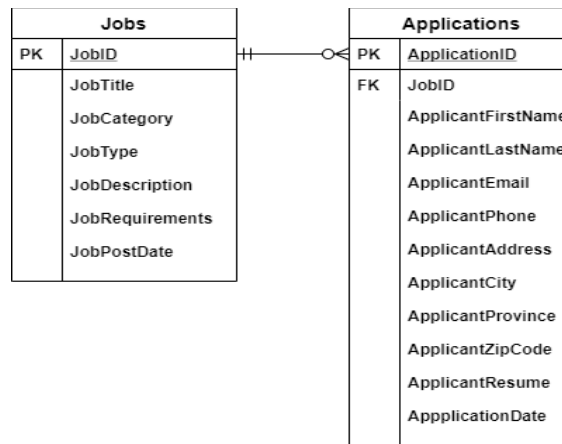 Jobs
PK JobID
JobTitle
JobCategory
JobType
JobDescription
JobRequirements
JobPostDate
Applications
PK ApplicationID
FK JobID
ApplicantFirstName
ApplicantLastName
ApplicantEmail
ApplicantPhone
ApplicantAddress
ApplicantCity
ApplicantProvince
ApplicantZipCode
ApplicantResume
AppplicationDate